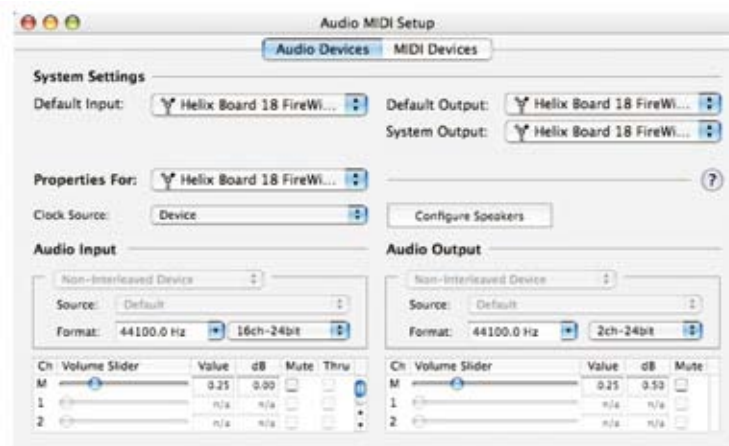 Audio MIDI Setup
Audio Devices MIDI Devices
System Settings
Default Input: Helix Board 18 FireWi... Default Output: Helix Board 18 FireWi...
System Output: Helix Board 18 FireWi...
Properties For: Helix Board 18 FireWi... ?
Clock Source: Device Configure Speakers
Audio Input Audio Output
Non-Interleaved Device Non-Interleaved Device
Source: Default Source: Default
Format: 44100.0 Hz 16ch-24bit Format: 44100.0 Hz 2ch-24bit
Ch Volume Slider Value dB Mute Thru Ch Volume Slider Value dB Mute
M 0.25 0.00 M 0.25 0.50
1 n/a n/a 1 n/a n/a
2 n/a n/a 2 n/a n/a